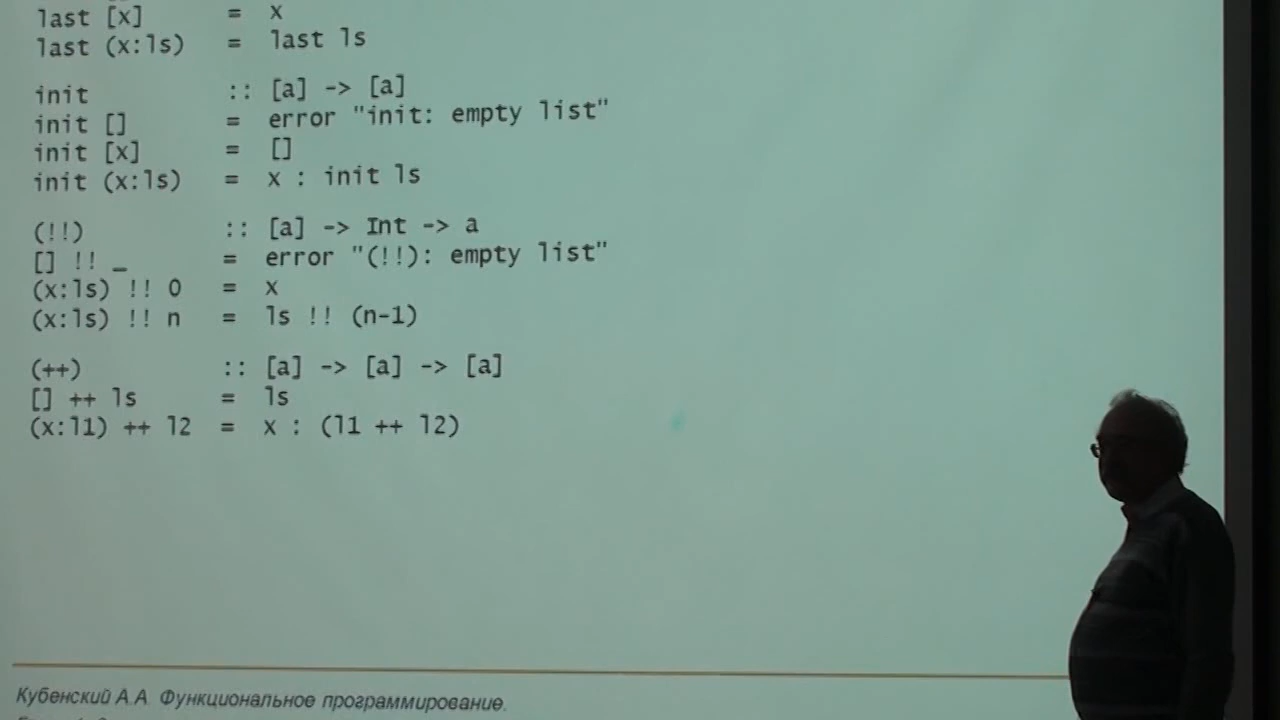 last [x] = x
last (x:ls) = last ls
init :: [a] -> [a]
init [] = error "init: empty list"
init [x] = []
init (x:ls) = x : init ls
(!!) :: [a] -> Int -> a
[] !! _ = error "(!!): empty list"
(x:ls) !! 0 = x
(x:ls) !! n = ls !! (n-1)
(++) :: [a] -> [a] -> [a]
[] ++ ls = ls
(x:l1) ++ l2 = x : (l1 ++ l2)
Кубенский А.А. Функциональное программирование.